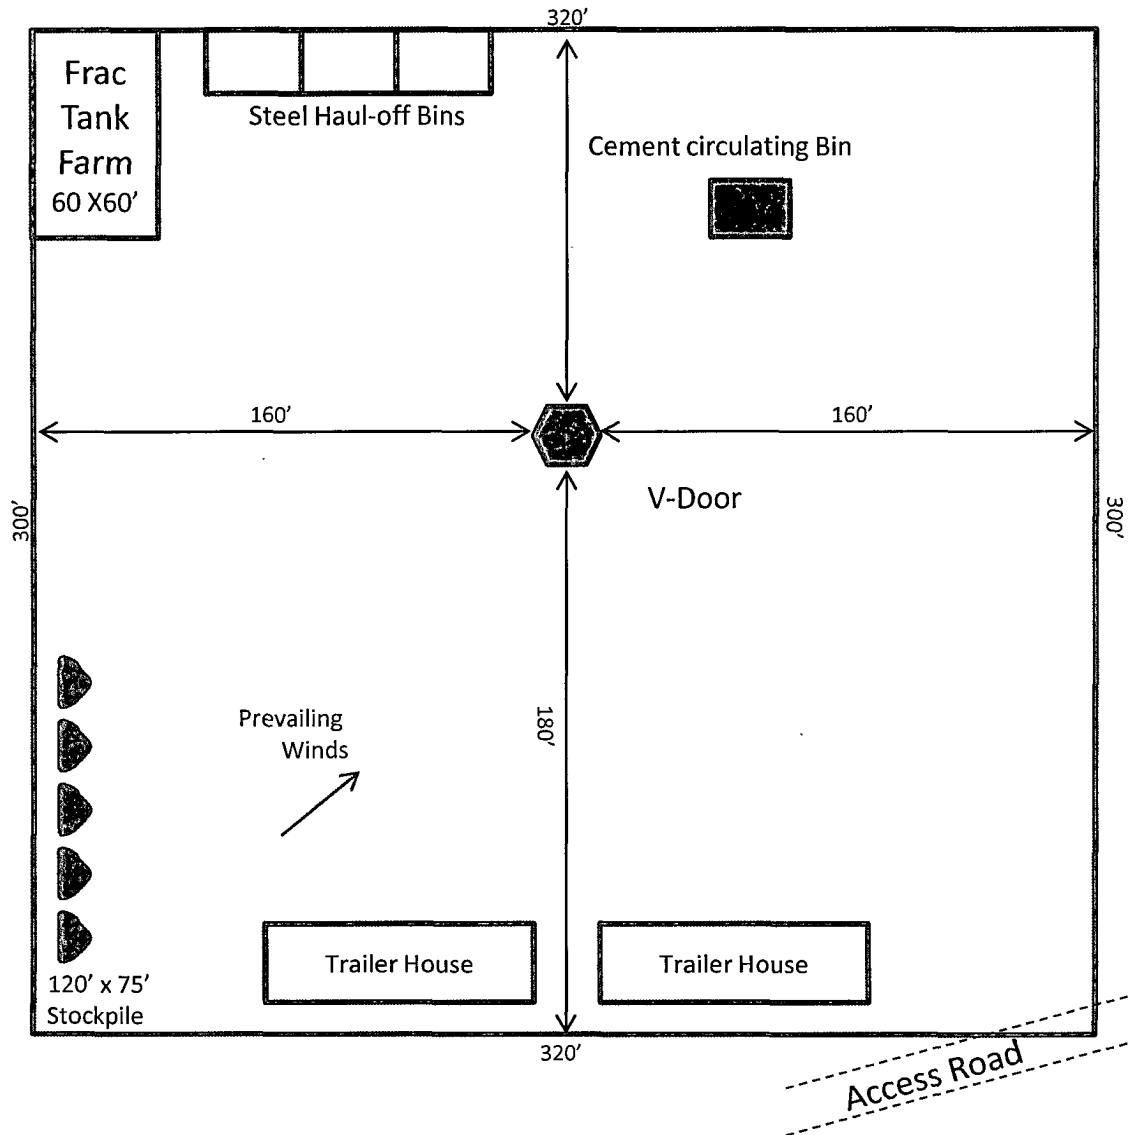 320'
Frac
Tank
Farm
60 X60'
Steel Haul-off Bins
Cement circulating Bin
160'
160'
V-Door
300'
300'
180'
Prevailing
Winds
Trailer House
Trailer House
120' x 75'
Stockpile
320'
Access Road